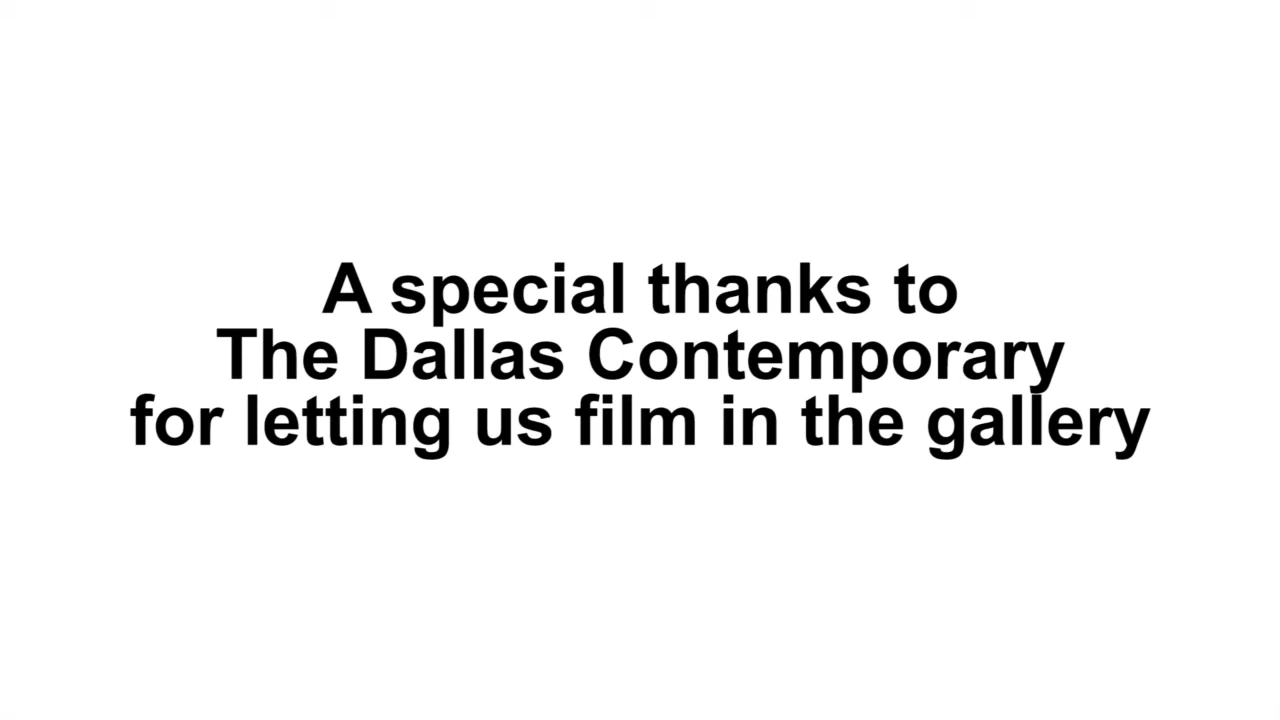 A special thanks to
The Dallas Contemporary
for letting us film in the gallery